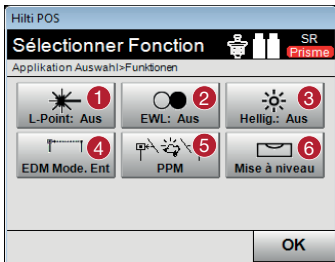 Hilti POS
Sélectionner Fonction
SR
Prisme
Applikation Auswahl>Funktionen
1
L-Point: Aus
2
EWL: Aus
3
Hellig.: Aus
4
EDM Mode. Ent
5
PPM
6
Mise à niveau
OK